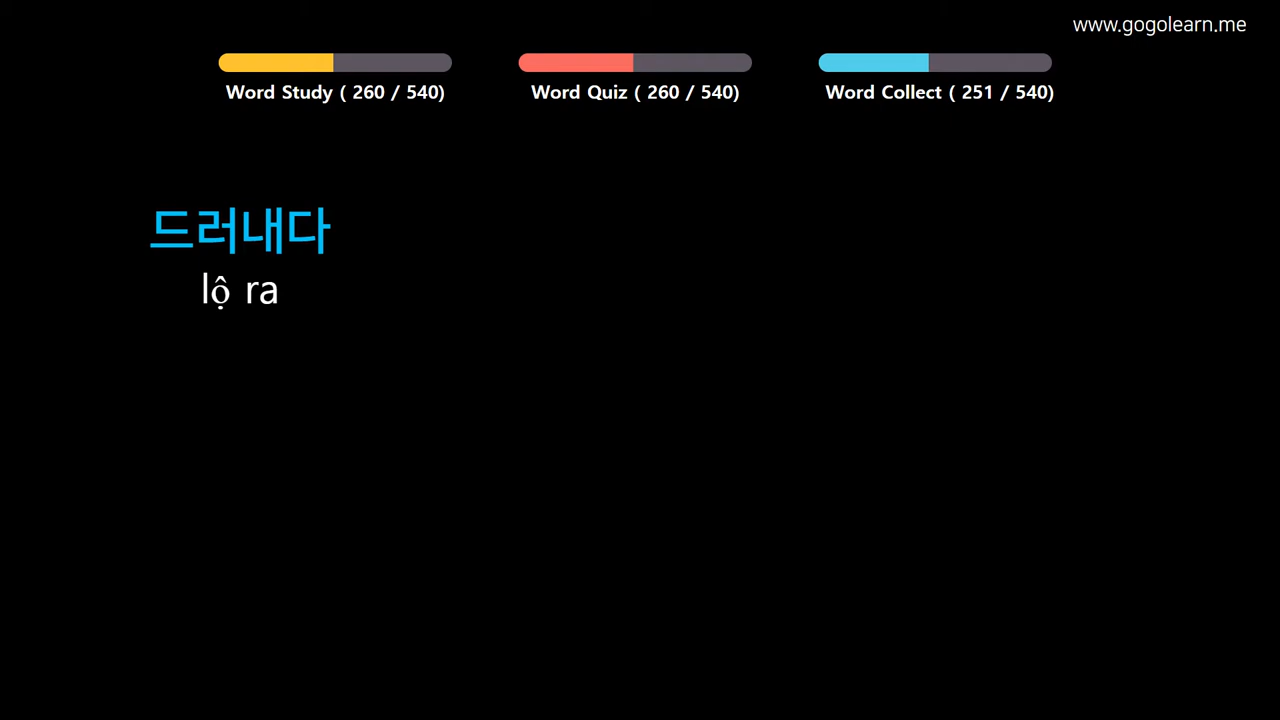 www.gogolearn.me
Word Study ( 260 / 540)
Word Quiz ( 260 / 540)
Word Collect ( 251 / 540)
드러내다
lộ ra